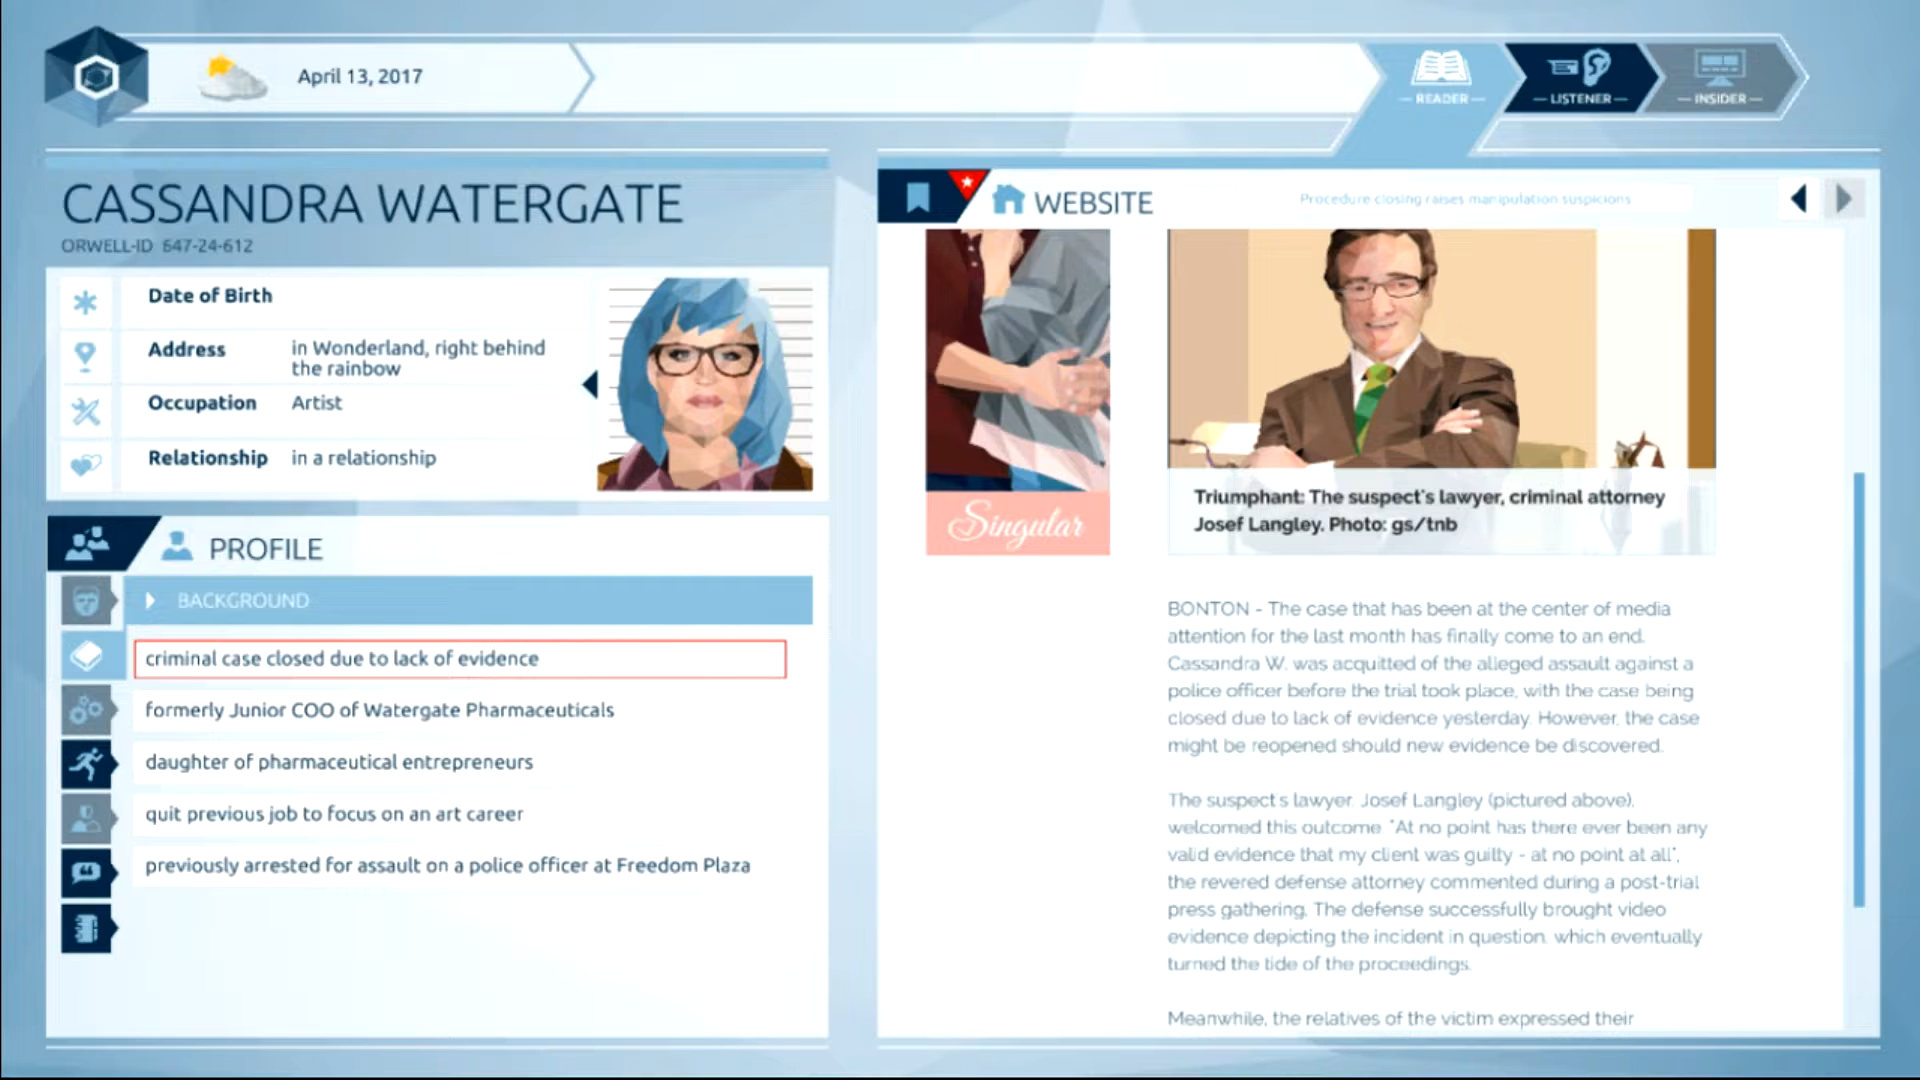 April 13, 2017
READER
LISTENER
INSIDER
CASSANDRA WATERGATE
ORWELL-ID 647-24-612
Date of Birth
Address in Wonderland, right behind
the rainbow
Occupation Artist
Relationship in a relationship
PROFILE
BACKGROUND
criminal case closed due to lack of evidence
formerly Junior COO of Watergate Pharmaceuticals
daughter of pharmaceutical entrepreneurs
quit previous job to focus on an art career
previously arrested for assault on a police officer at Freedom Plaza
WEBSITE
Procedure closing raises manipulation suspicions
Singular
Triumphant: The suspect's lawyer, criminal attorney
Josef Langley. Photo: gs/tnb
BONTON - The case that has been at the center of media
attention for the last month has finally come to an end.
Cassandra W. was acquitted of the alleged assault against a
police officer before the trial took place, with the case being
closed due to lack of evidence yesterday. However, the case
might be reopened should new evidence be discovered.
The suspect's lawyer, Josef Langley (pictured above),
welcomed this outcome. "At no point has there ever been any
valid evidence that my client was guilty - at no point at all",
the revered defense attorney commented during a post-trial
press gathering. The defense successfully brought video
evidence depicting the incident in question, which eventually
turned the tide of the proceedings.
Meanwhile, the relatives of the victim expressed their